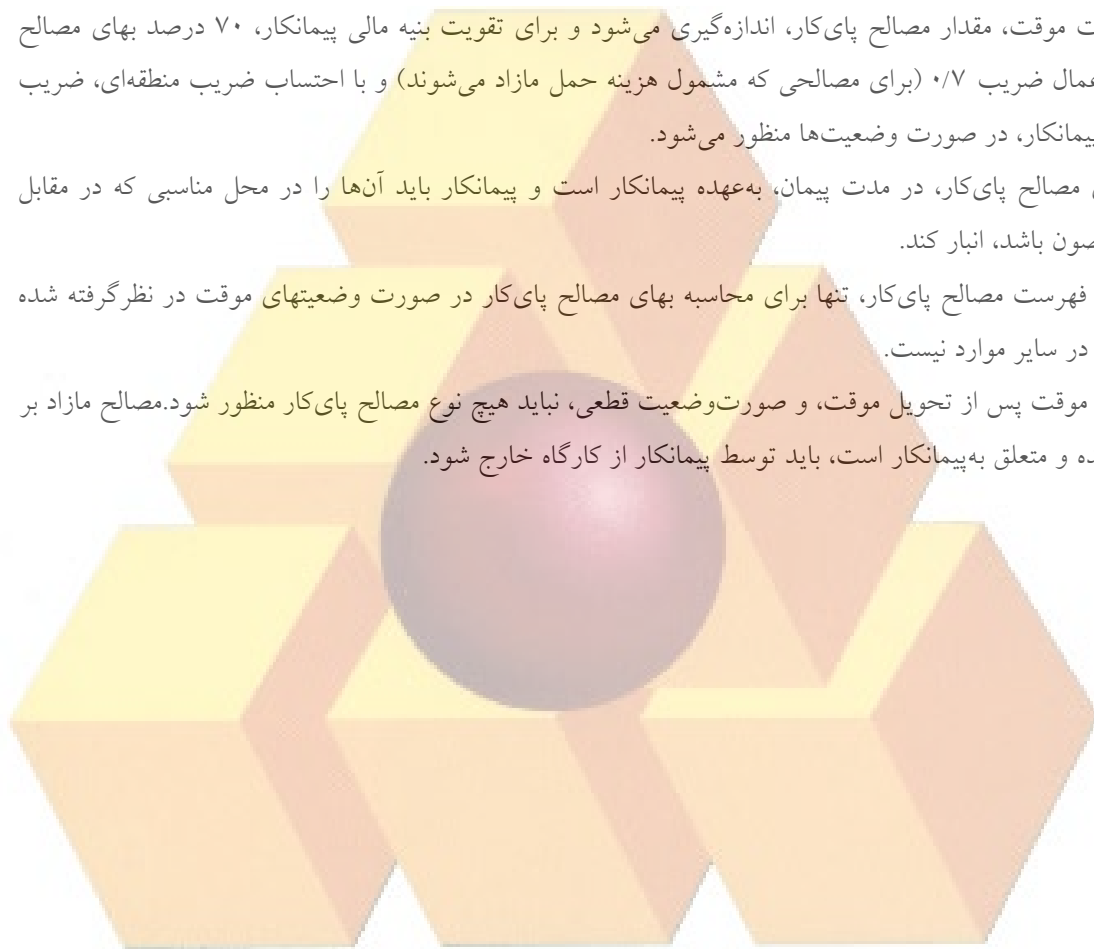 ت موقت، مقدار مصالح پای‌کار، اندازه‌گیری می‌شود و برای تقویت بنیه مالی پیمانکار، ۷۰ درصد بهای مصالح
عمال ضریب ۰/۷ (برای مصالحی که مشمول هزینه حمل مازاد می‌شوند) و با احتساب ضریب منطقه‌ای، ضریب
پیمانکار، در صورت وضعیت‌ها منظور می‌شود.
مصالح پای‌کار، در مدت پیمان، به‌عهده پیمانکار است و پیمانکار باید آن‌ها را در محل مناسبی که در مقابل
صون باشد، انبار کند.
فهرست مصالح پای‌کار، تنها برای محاسبه بهای مصالح پای‌کار در صورت وضعیتهای موقت در نظرگرفته شده
در سایر موارد نیست.
موقت پس از تحویل موقت، و صورت‌وضعیت قطعی، نباید هیچ نوع مصالح پای‌کار منظور شود.مصالح مازاد بر
ده و متعلق به‌پیمانکار است، باید توسط پیمانکار از کارگاه خارج شود.